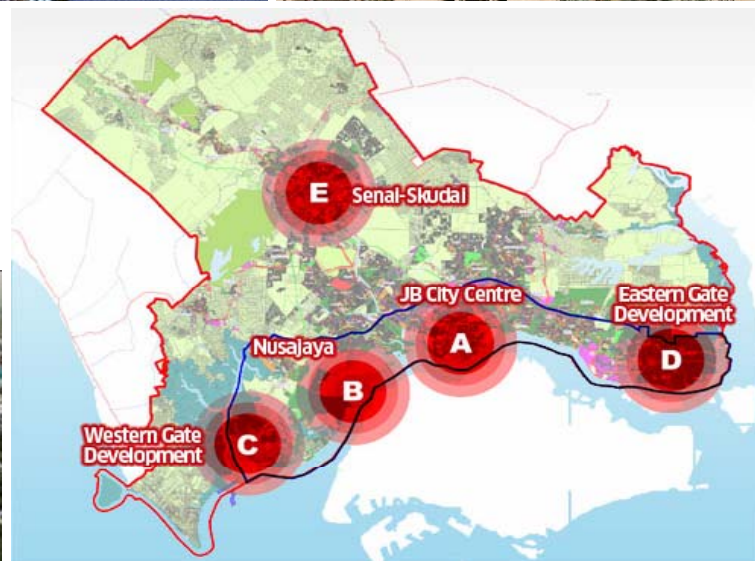 E
Senai-Skudai
JB City Centre
A
Eastern Gate
Development
D
Nusajaya
B
Western Gate
Development
C